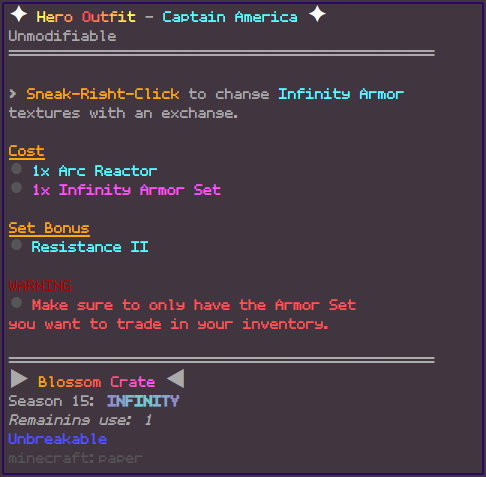 ✦ Hero Outfit - Captain America ✦
Unmodifiable
› Sneak-Right-Click to change Infinity Armor
textures with an exchange.
Cost
● 1x Arc Reactor
● 1x Infinity Armor Set
Set Bonus
● Resistance II
WARNING
● Make sure to only have the Armor Set
you want to trade in your inventory.
▶ Blossom Crate ◀
Season 15: INFINITY
Remaining use: 1
Unbreakable
minecraft:paper